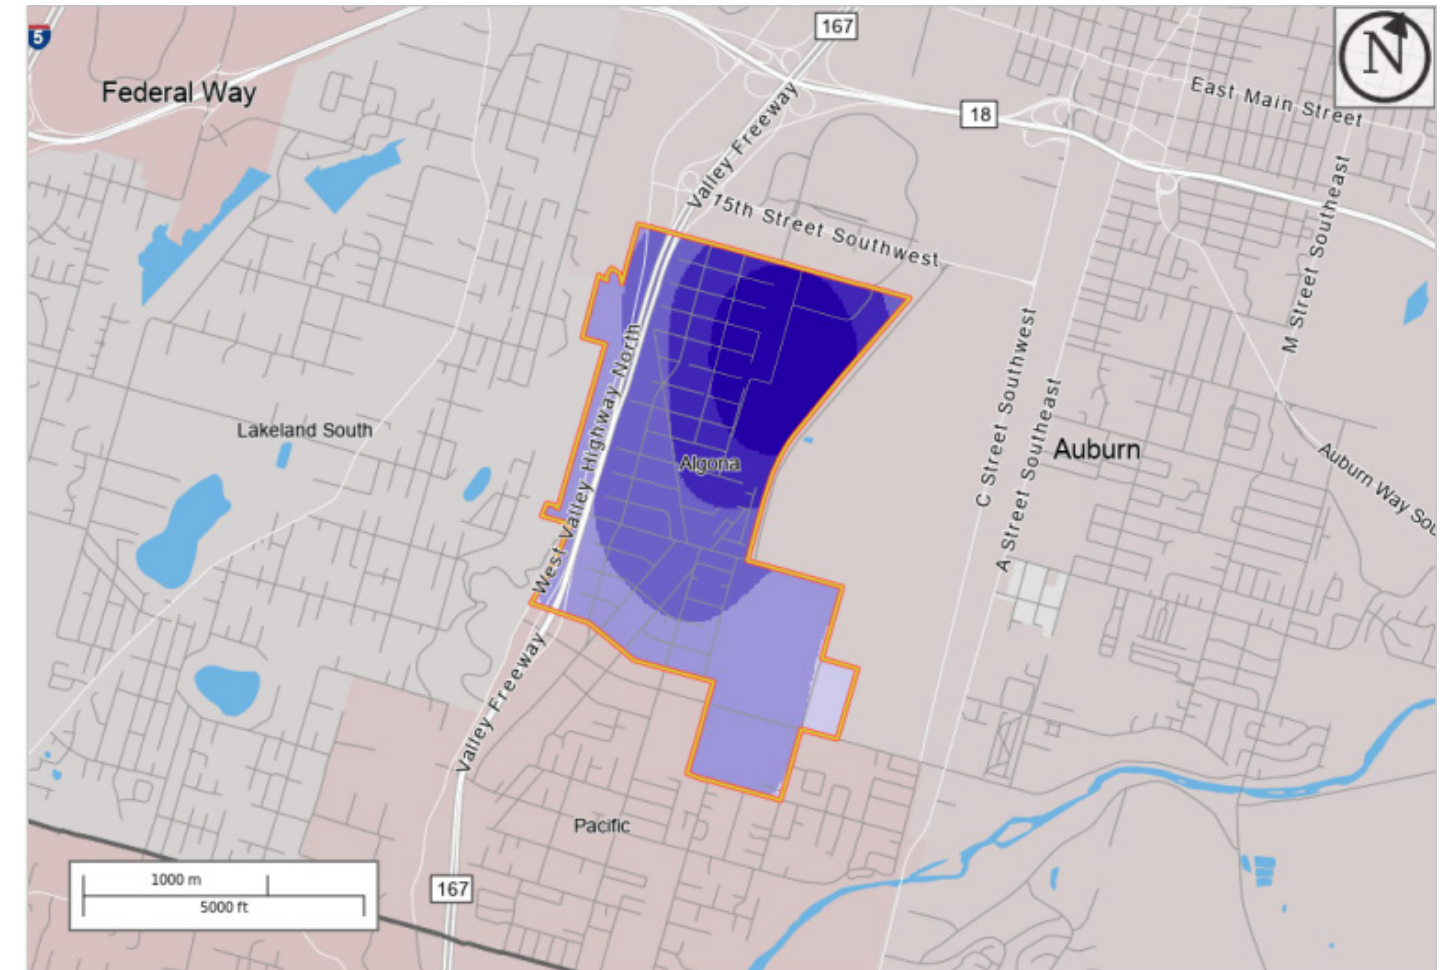 5
167
N
Federal Way
East Main Street
18
Valley Freeway
15th Street Southwest
M Street Southeast
West Valley Highway North
C Street Southwest
Lakeland South
A Street Southeast
Auburn
Algona
Auburn Way Sou
Valley Freeway
Pacific
1000 m
5000 ft
167